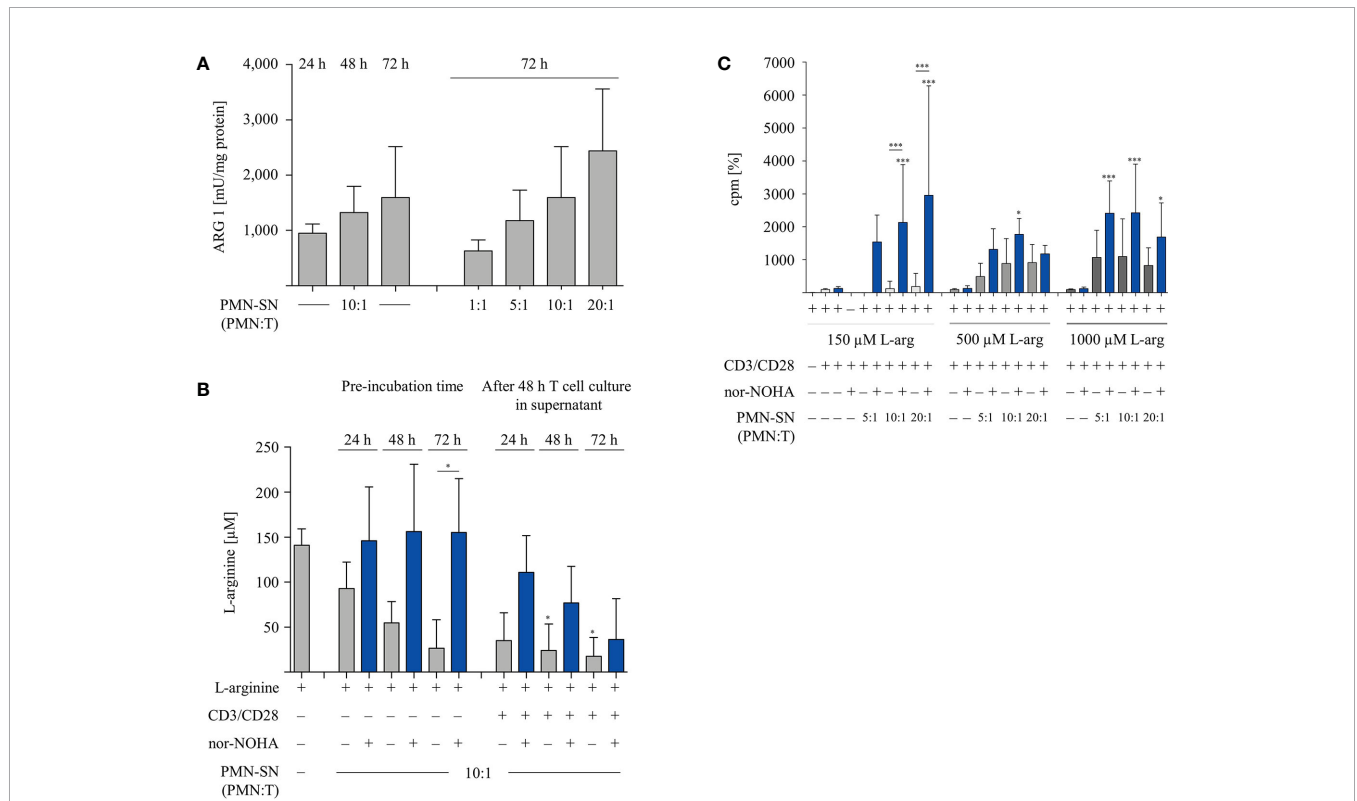 A
24 h 48 h 72 h 72 h
4,000
3,000
2,000
1,000
ARG 1 [mU/mg protein]
PMN-SN
(PMN:T)
10:1 1:1 5:1 10:1 20:1
B
Pre-incubation time
After 48 h T cell culture
in supernatant
24 h 48 h 72 h 24 h 48 h 72 h
250
200
150
100
50
L-arginine [µM]
* * *
L-arginine + + + + + + + + + + + + +
CD3/CD28 – – – – – – – + + + + + +
nor-NOHA – – + – + – + – + – + – +
PMN-SN
(PMN:T)
– 10:1
C
7000
6000
5000
4000
3000
2000
1000
cpm [%]
*** *** *** *** * *** *** *
+ + + – + + + + + + + + + + + + + + + + + + + + + +
150 µM L-arg 500 µM L-arg 1000 µM L-arg
CD3/CD28 – + + + + + + + + + + + + + + + + + + + + + + + + +
nor-NOHA – – + + – + – + – + – + – + – + – + – + – + – + – +
PMN-SN
(PMN:T)
– – – – 5:1 10:1 20:1 – – 5:1 10:1 20:1 – – 5:1 10:1 20:1